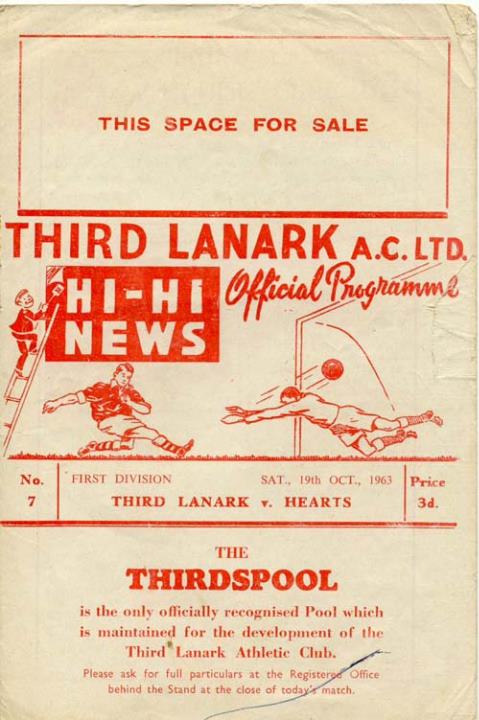 THIS SPACE FOR SALE
THIRD LANARK A.C. LTD.
HI-HI
NEWS
Official Programme
No.
7
FIRST DIVISION
SAT., 19th OCT., 1963
THIRD LANARK v. HEARTS
Price
3d.
THE
THIRDSPOOL
is the only officially recognised Pool which
is maintained for the development of the
Third Lanark Athletic Club.
Please ask for full particulars at the Registered Office
behind the Stand at the close of today's match.